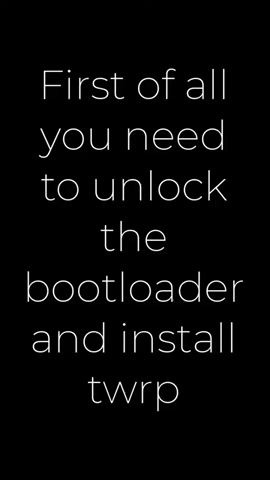 First of all
you need
to unlock
the
bootloader
and install
twrp